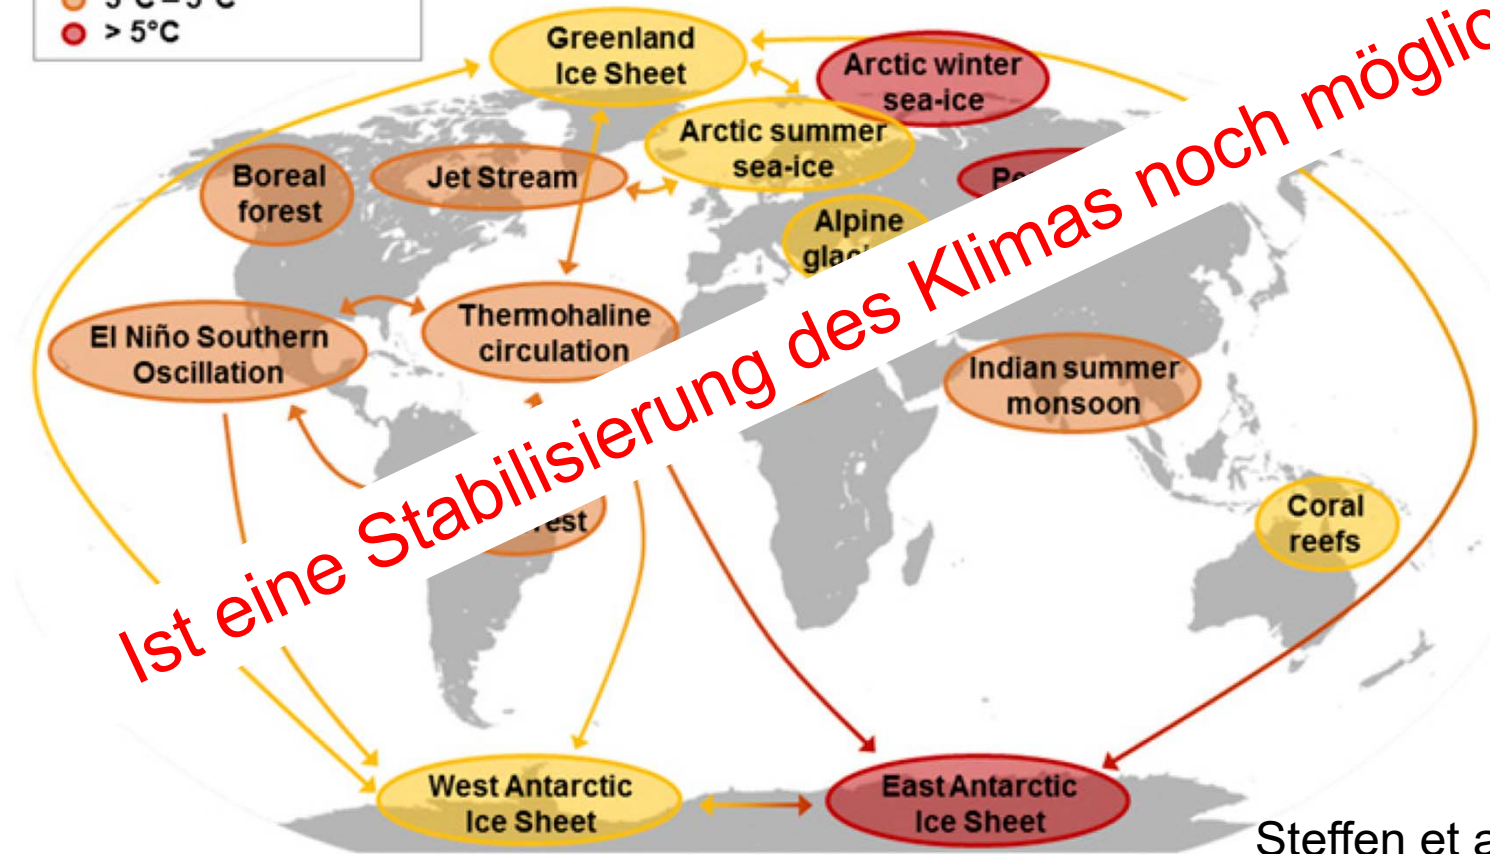 > 5°C
Greenland
Ice Sheet
Arctic winter
sea-ice
Arctic summer
sea-ice
Boreal
forest
Jet Stream
Alpine
El Niño Southern
Oscillation
Thermohaline
circulation
Indian summer
monsoon
Ist eine Stabilisierung des Klimas noch
Coral
reefs
West Antarctic
Ice Sheet
East Antarctic
Ice Sheet
Steffen et